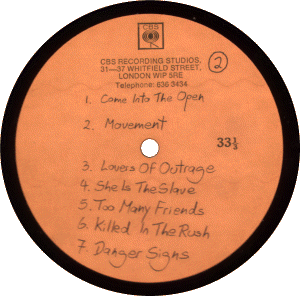 CBS
CBS RECORDING STUDIOS,
31—37 WHITFIELD STREET,
LONDON W1P 5RE
Telephone: 636 3434
2
1. Come Into The Open
2. Movement
33⅓
3. Lovers Of Outrage
4. She Is The Slave
5. Too Many Friends
6. Killed In The Rush
7. Danger Signs